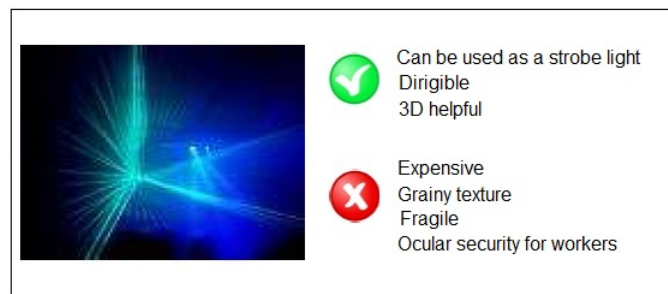 Can be used as a strobe light
Dirigible
3D helpful
Expensive
Grainy texture
Fragile
Ocular security for workers